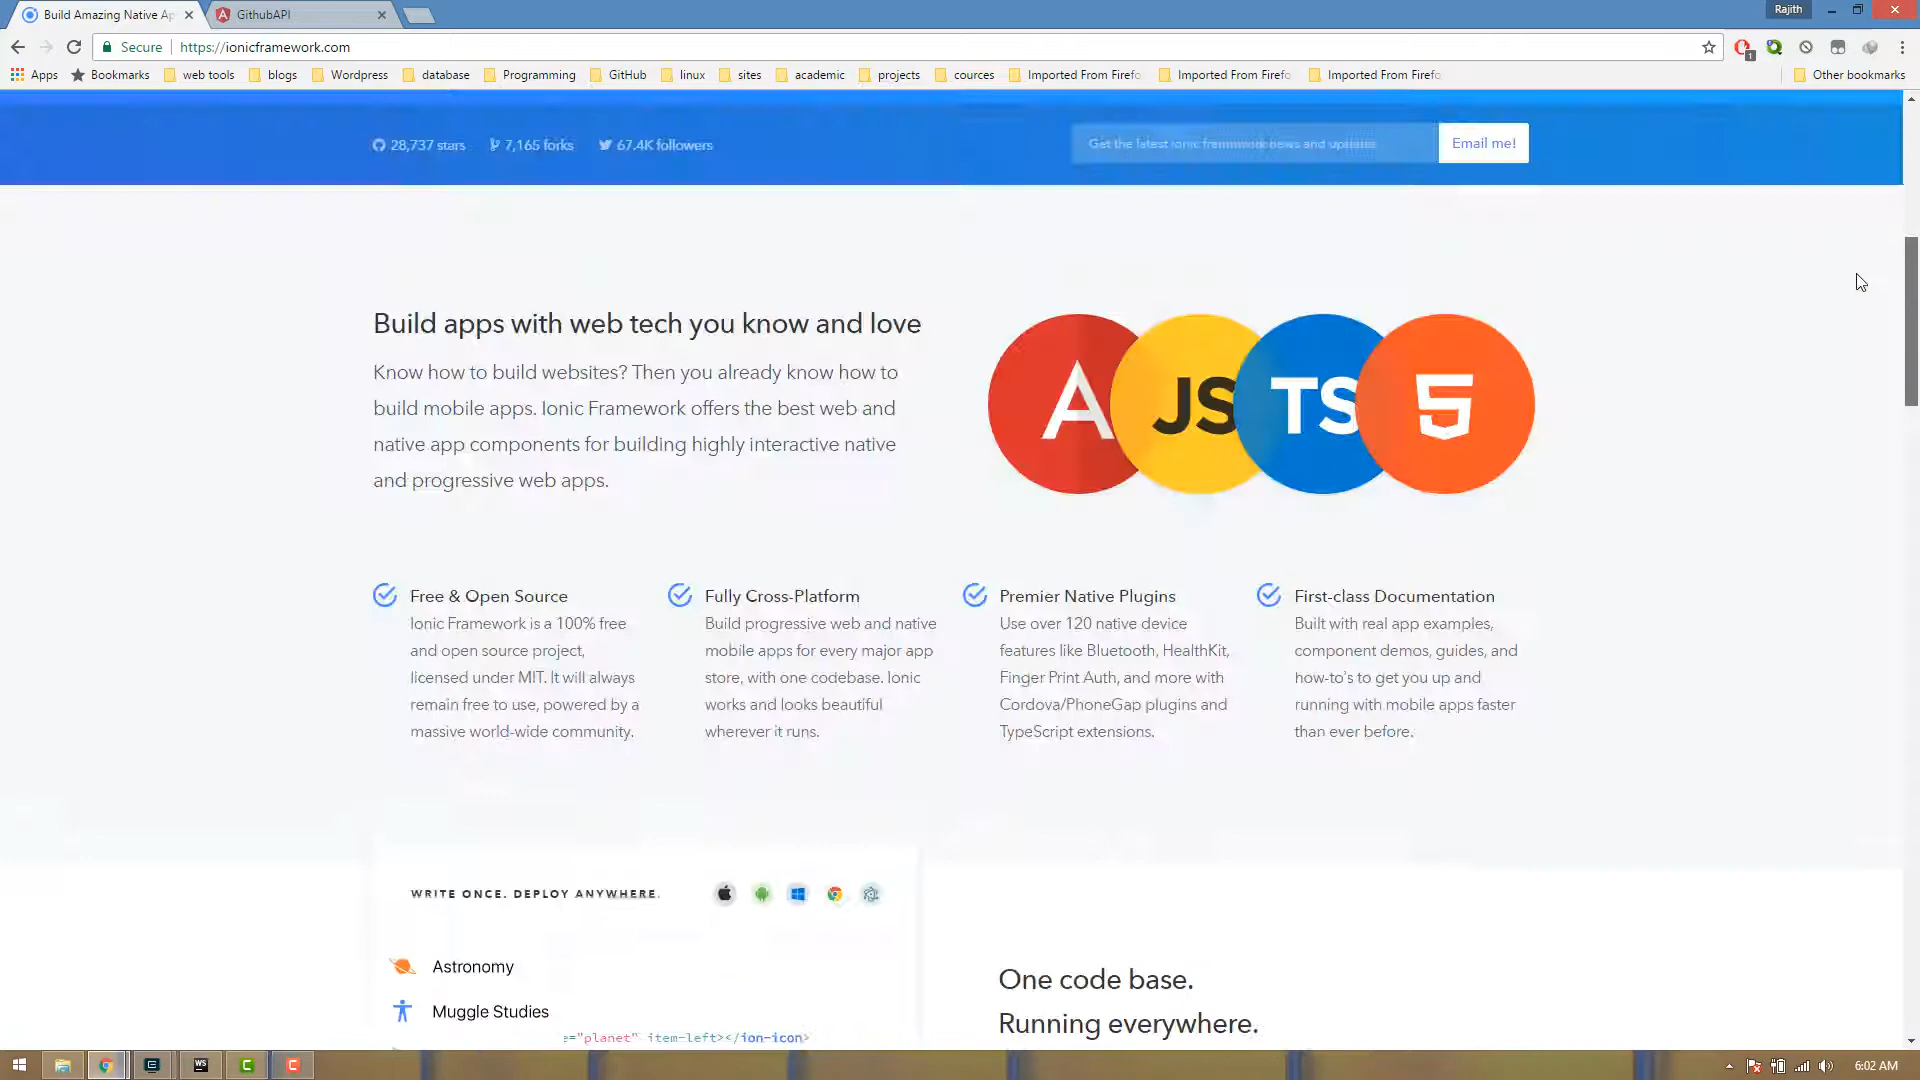 Build Amazing Native Ap
GithubAPI
Rajith
Secure
https://ionicframework.com
Apps
Bookmarks
web tools
blogs
Wordpress
database
Programming
GitHub
linux
sites
academic
projects
cources
Imported From Firefo
Imported From Firefo
Imported From Firefo
Other bookmarks
1
28,737 stars
7,165 forks
67.4K followers
Get the latest ionic framework news and updates
Email me!
Build apps with web tech you know and love
Know how to build websites? Then you already know how to
build mobile apps. Ionic Framework offers the best web and
native app components for building highly interactive native
and progressive web apps.
A
JS
TS
5
Free & Open Source
Ionic Framework is a 100% free
and open source project,
licensed under MIT. It will always
remain free to use, powered by a
massive world-wide community.
Fully Cross-Platform
Build progressive web and native
mobile apps for every major app
store, with one codebase. Ionic
works and looks beautiful
wherever it runs.
Premier Native Plugins
Use over 120 native device
features like Bluetooth, HealthKit,
Finger Print Auth, and more with
Cordova/PhoneGap plugins and
TypeScript extensions.
First-class Documentation
Built with real app examples,
component demos, guides, and
how-to's to get you up and
running with mobile apps faster
than ever before.
WRITE ONCE. DEPLOY ANYWHERE.
Astronomy
Muggle Studies
="planet" item-left></ion-icon>
One code base.
Running everywhere.
WS
C
C
6:02 AM